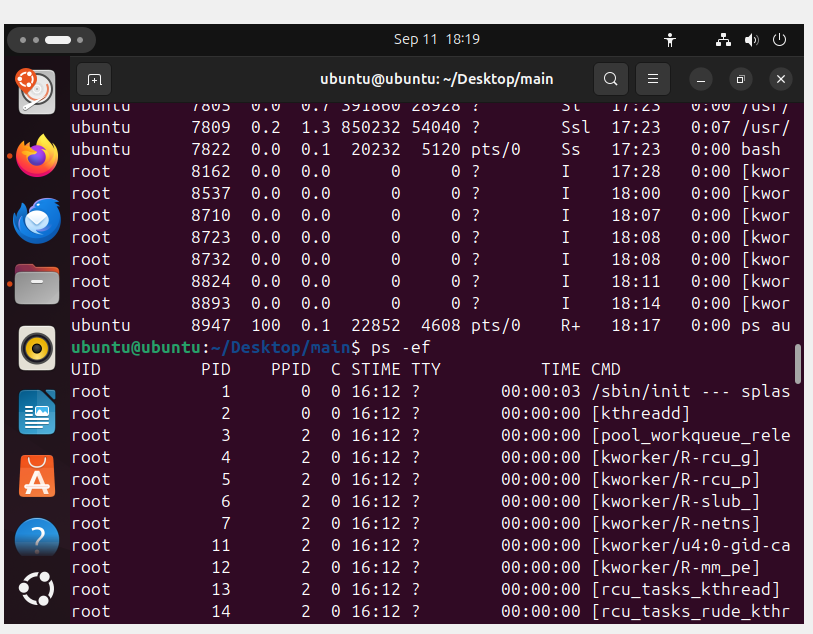 Sep 11 18:19
ubuntu@ubuntu: ~/Desktop/main
ubuntu 7805 0.0 0.7 391860 28928 ? Sl 17:23 0:00 /usr/
ubuntu 7809 0.2 1.3 850232 54040 ? Ssl 17:23 0:07 /usr/
ubuntu 7822 0.0 0.1 20232 5120 pts/0 Ss 17:23 0:00 bash
root 8162 0.0 0.0 0 0 ? I 17:28 0:00 [kwor
root 8537 0.0 0.0 0 0 ? I 18:00 0:00 [kwor
root 8710 0.0 0.0 0 0 ? I 18:07 0:00 [kwor
root 8723 0.0 0.0 0 0 ? I 18:08 0:00 [kwor
root 8732 0.0 0.0 0 0 ? I 18:08 0:00 [kwor
root 8824 0.0 0.0 0 0 ? I 18:11 0:00 [kwor
root 8893 0.0 0.0 0 0 ? I 18:14 0:00 [kwor
ubuntu 8947 100 0.1 22852 4608 pts/0 R+ 18:17 0:00 ps au
ubuntu@ubuntu:~/Desktop/main$ ps -ef
UID PID PPID C STIME TTY TIME CMD
root 1 0 0 16:12 ? 00:00:03 /sbin/init --- splas
root 2 0 0 16:12 ? 00:00:00 [kthreadd]
root 3 2 0 16:12 ? 00:00:00 [pool_workqueue_rele
root 4 2 0 16:12 ? 00:00:00 [kworker/R-rcu_g]
root 5 2 0 16:12 ? 00:00:00 [kworker/R-rcu_p]
root 6 2 0 16:12 ? 00:00:00 [kworker/R-slub_]
root 7 2 0 16:12 ? 00:00:00 [kworker/R-netns]
root 11 2 0 16:12 ? 00:00:00 [kworker/u4:0-gid-ca
root 12 2 0 16:12 ? 00:00:00 [kworker/R-mm_pe]
root 13 2 0 16:12 ? 00:00:00 [rcu_tasks_kthread]
root 14 2 0 16:12 ? 00:00:00 [rcu_tasks_rude_kthr